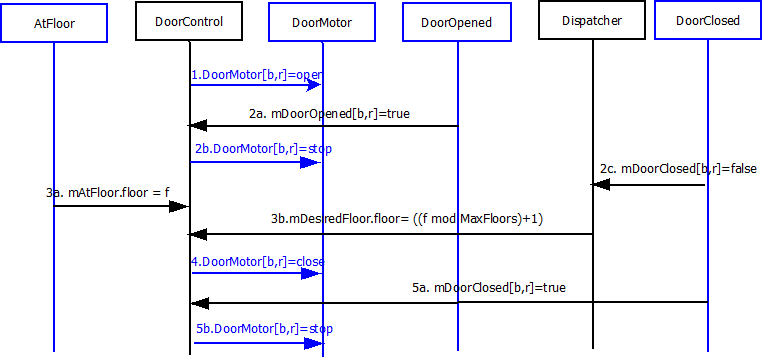 AtFloor DoorControl DoorMotor DoorOpened Dispatcher DoorClosed
1.DoorMotor[b,r]=open
2a. mDoorOpened[b,r]=true
2b.DoorMotor[b,r]=stop
2c. mDoorClosed[b,r]=false
3a. mAtFloor.floor = f
3b.mDesiredFloor.floor= ((f mod MaxFloors)+1)
4.DoorMotor[b,r]=close
5a. mDoorClosed[b,r]=true
5b.DoorMotor[b,r]=stop